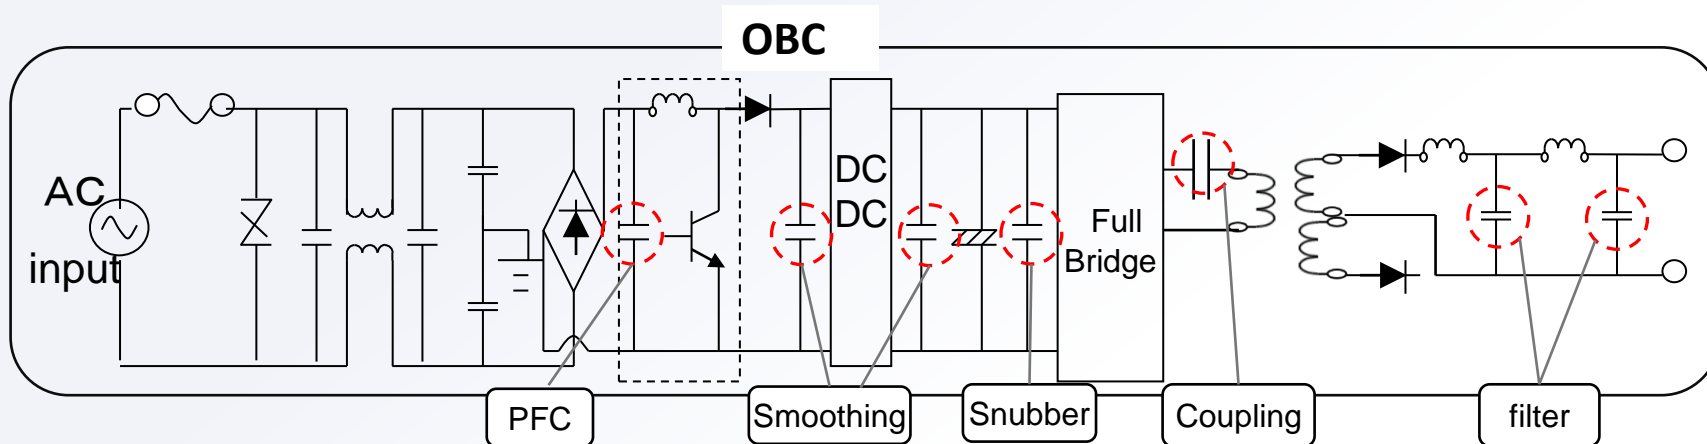 OBC
AC
input
DC
DC
Full
Bridge
PFC
Smoothing
Snubber
Coupling
filter